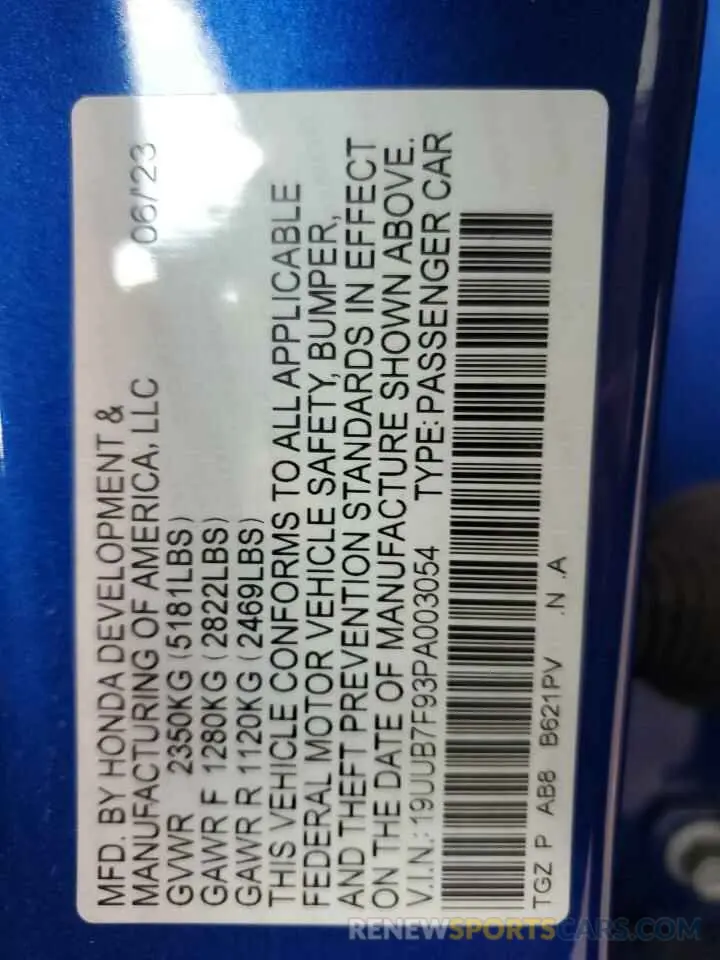 MFD. BY HONDA DEVELOPMENT &
MANUFACTURING OF AMERICA, LLC 06/23
GVWR 2350KG (5181LBS)
GAWR F 1280KG (2822LBS)
GAWR R 1120KG (2469LBS)
THIS VEHICLE CONFORMS TO ALL APPLICABLE
FEDERAL MOTOR VEHICLE SAFETY, BUMPER,
AND THEFT PREVENTION STANDARDS IN EFFECT
ON THE DATE OF MANUFACTURE SHOWN ABOVE.
V.I.N.: 19UUB7F93PA003054 TYPE: PASSENGER CAR
TGZ P AB8 B621PV .N .A
RENEWSPORTSCARS.COM